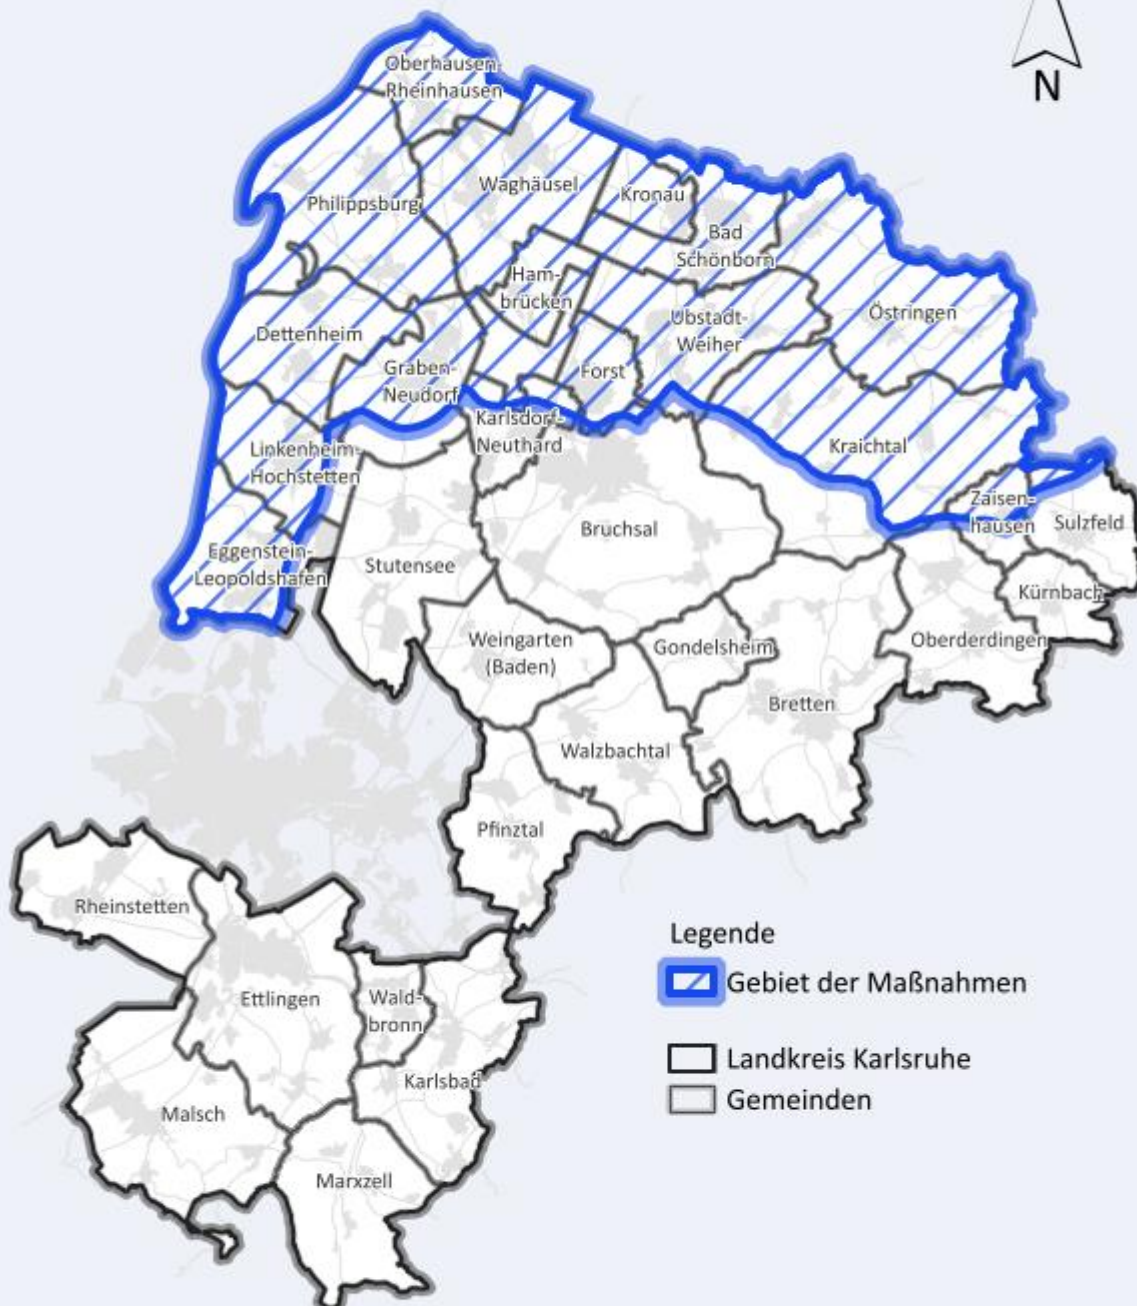 N
Oberhausen-
Rheinhausen
Waghäusel
Kronau
Philippsburg
Bad
Schönborn
Ham-
brücken
Östringen
Ubstadt-
Weiher
Dettenheim
Graben-
Neudorf
Forst
Karlsdorf-
Neuthard
Kraichtal
Linkenheim-
Hochstetten
Zaisen-
hausen
Sulzfeld
Bruchsal
Eggenstein-
Leopoldshafen
Stutensee
Kürnbach
Weingarten
(Baden)
Gondelsheim
Oberderdingen
Bretten
Walzbachtal
Pfinztal
Rheinstetten
Ettlingen
Wald-
bronn
Karlsbad
Malsch
Marxzell
Legende
Gebiet der Maßnahmen
Landkreis Karlsruhe
Gemeinden